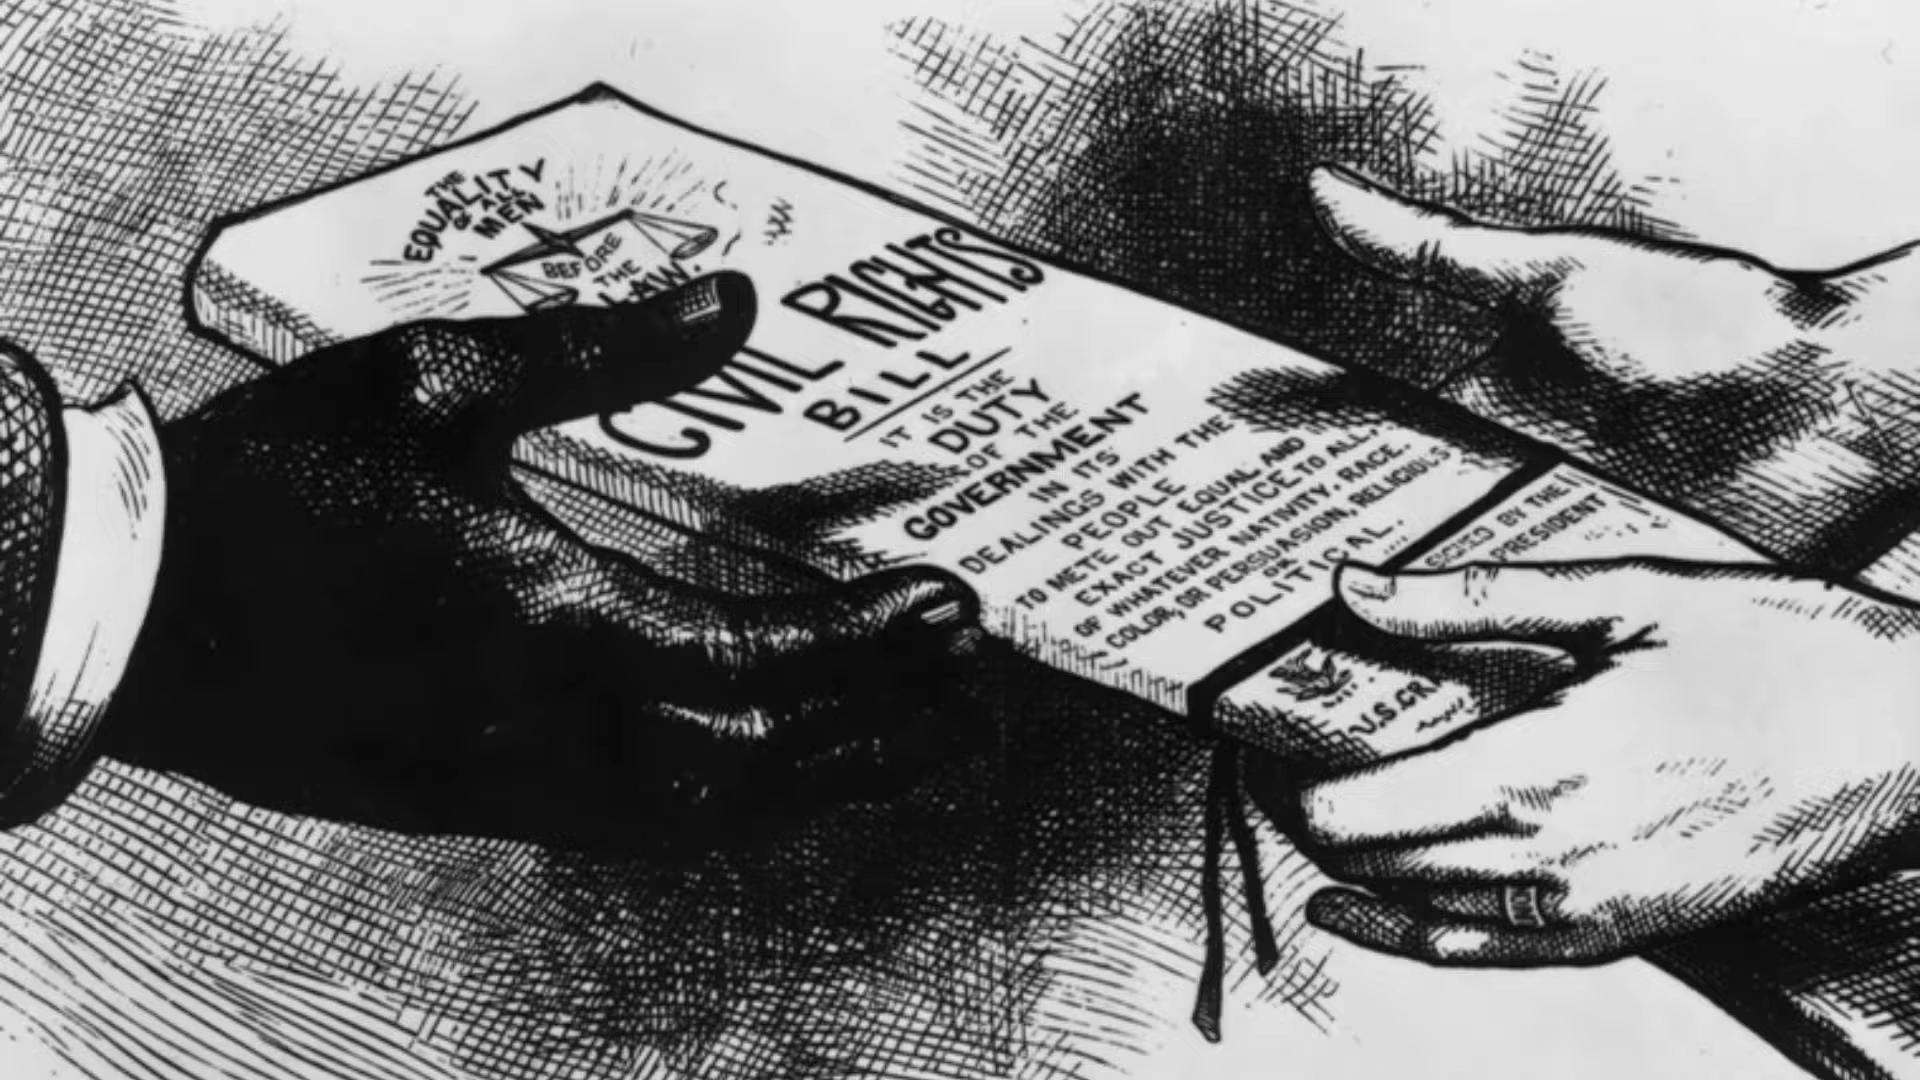 THE
EQUALITY
OF ALL
MEN
BEFORE
THE
LAW.
CIVIL RIGHTS
BILL
IT IS THE
DUTY
OF THE
GOVERNMENT
IN ITS
DEALINGS WITH THE
PEOPLE
TO METE OUT EQUAL AND
EXACT JUSTICE TO ALL,
OF WHATEVER NATIVITY, RACE.
COLOR, OR PERSUASION, RELIGIOUS
OR
POLITICAL.
BY THE
PRESIDENT
U.S.GR